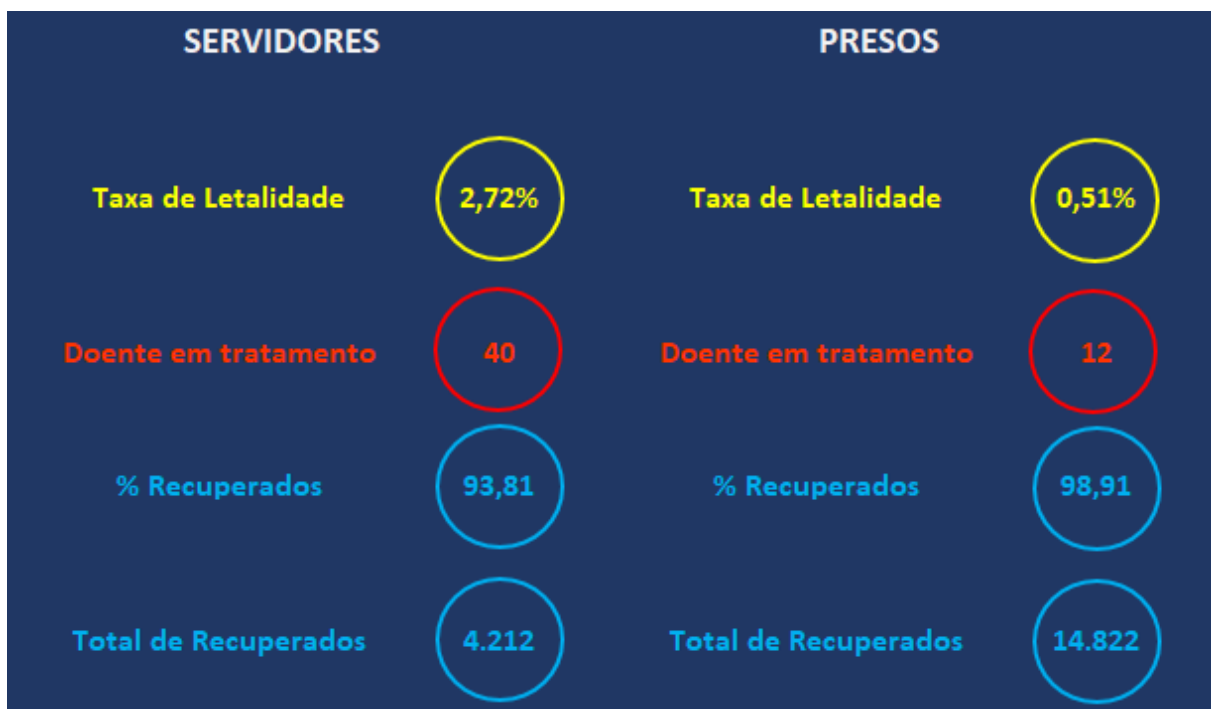 SERVIDORES
Taxa de Letalidade 2,72%
Doente em tratamento 40
% Recuperados 93,81
Total de Recuperados 4.212
PRESOS
Taxa de Letalidade 0,51%
Doente em tratamento 12
% Recuperados 98,91
Total de Recuperados 14.822